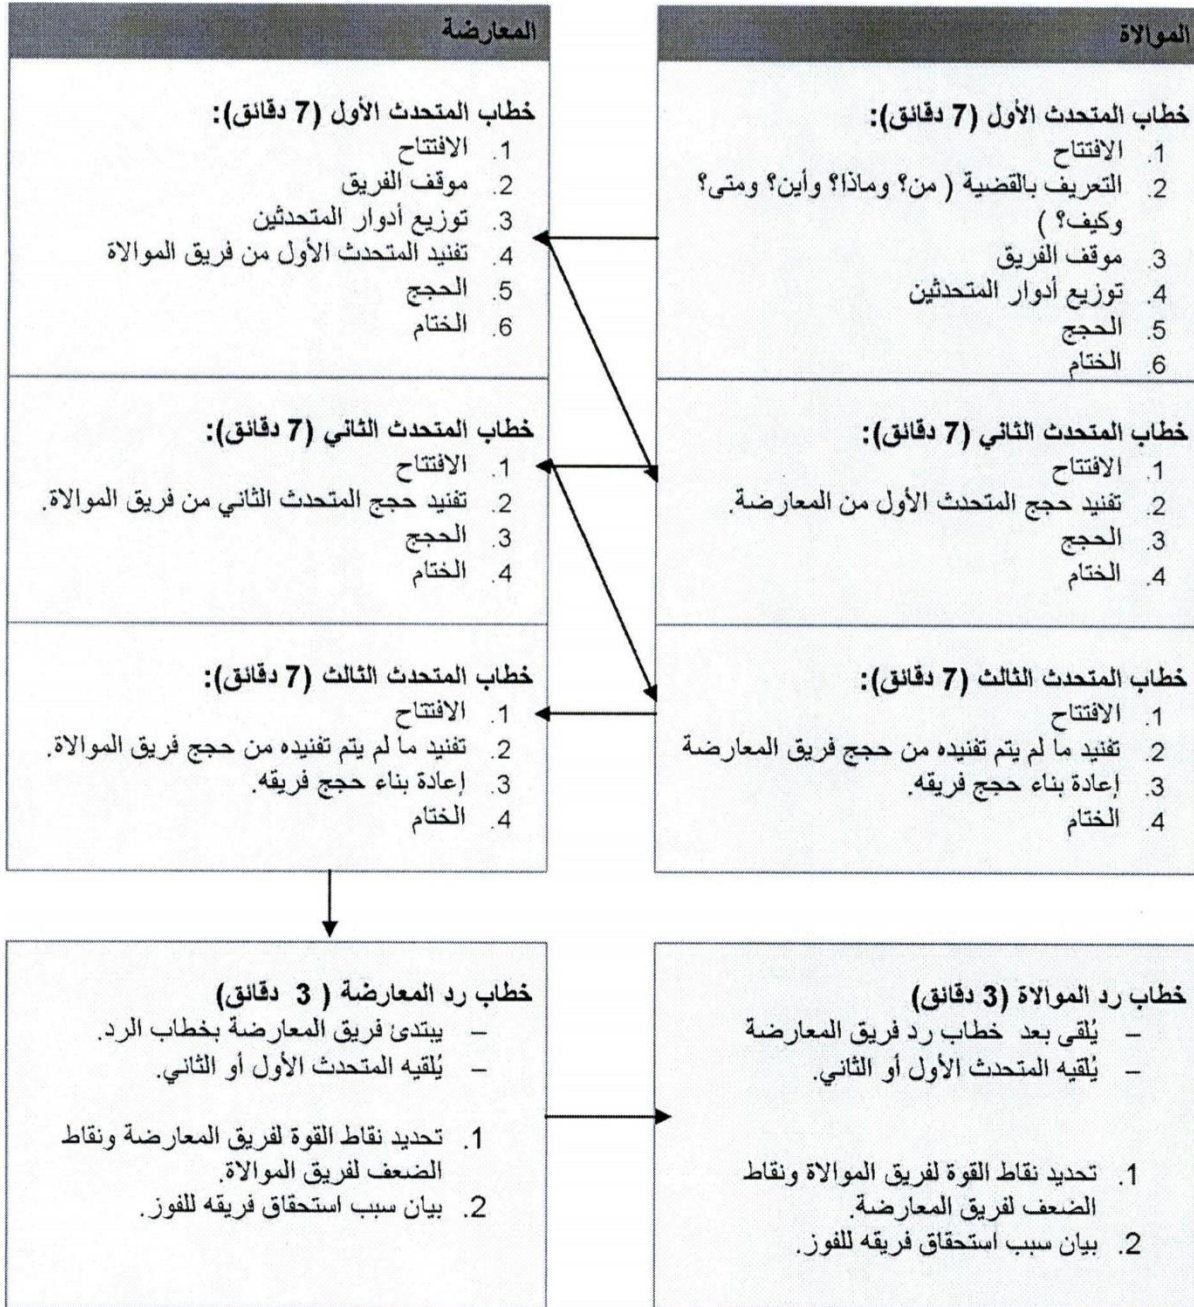 الموالاة
خطاب المتحدث الأول (7 دقائق):
1. الافتتاح
2. التعريف بالقضية ( من؟ وماذا؟ وأين؟ ومتى؟
وكيف؟ )
3. موقف الفريق
4. توزيع أدوار المتحدثين
5. الحجج
6. الختام
المعارضة
خطاب المتحدث الأول (7 دقائق):
1. الافتتاح
2. موقف الفريق
3. توزيع أدوار المتحدثين
4. تفنيد المتحدث الأول من فريق الموالاة
5. الحجج
6. الختام
خطاب المتحدث الثاني (7 دقائق):
1. الافتتاح
2. تفنيد حجج المتحدث الأول من المعارضة.
3. الحجج
4. الختام
خطاب المتحدث الثاني (7 دقائق):
1. الافتتاح
2. تفنيد حجج المتحدث الثاني من فريق الموالاة.
3. الحجج
4. الختام
خطاب المتحدث الثالث (7 دقائق):
1. الافتتاح
2. تفنيد ما لم يتم تفنيده من حجج فريق المعارضة
3. إعادة بناء حجج فريقه.
4. الختام
خطاب المتحدث الثالث (7 دقائق):
1. الافتتاح
2. تفنيد ما لم يتم تفنيده من حجج فريق الموالاة.
3. إعادة بناء حجج فريقه.
4. الختام
خطاب رد المعارضة ( 3 دقائق)
– يبتدئ فريق المعارضة بخطاب الرد.
– يُلقيه المتحدث الأول أو الثاني.
1. تحديد نقاط القوة لفريق المعارضة ونقاط
الضعف لفريق الموالاة.
2. بيان سبب استحقاق فريقه للفوز.
خطاب رد الموالاة (3 دقائق)
– يُلقى بعد خطاب رد فريق المعارضة
– يُلقيه المتحدث الأول أو الثاني.
1. تحديد نقاط القوة لفريق الموالاة ونقاط
الضعف لفريق المعارضة.
2. بيان سبب استحقاق فريقه للفوز.